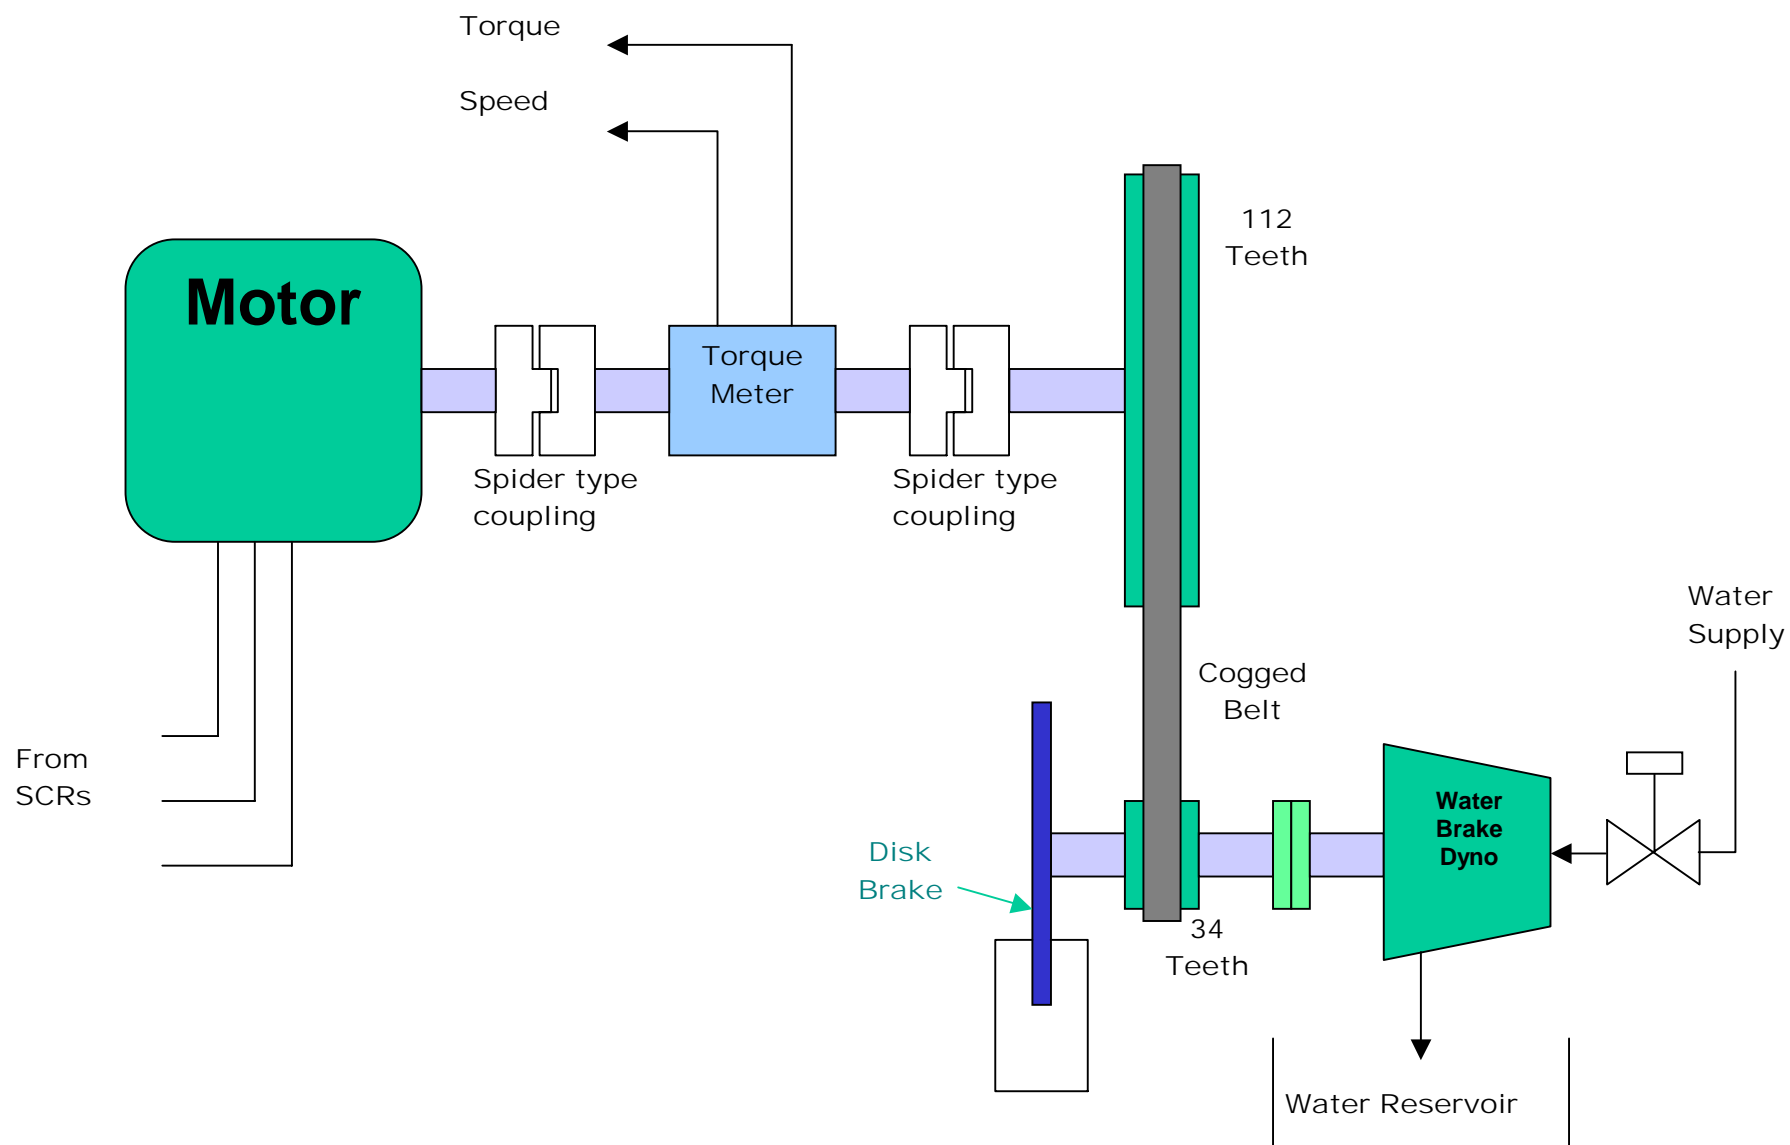 Torque
Speed
112
Teeth
Motor
Torque
Meter
Spider type
coupling
Spider type
coupling
Water
Supply
Cogged
Belt
From
SCRs
Water
Brake
Dyno
Disk
Brake
34
Teeth
Water Reservoir